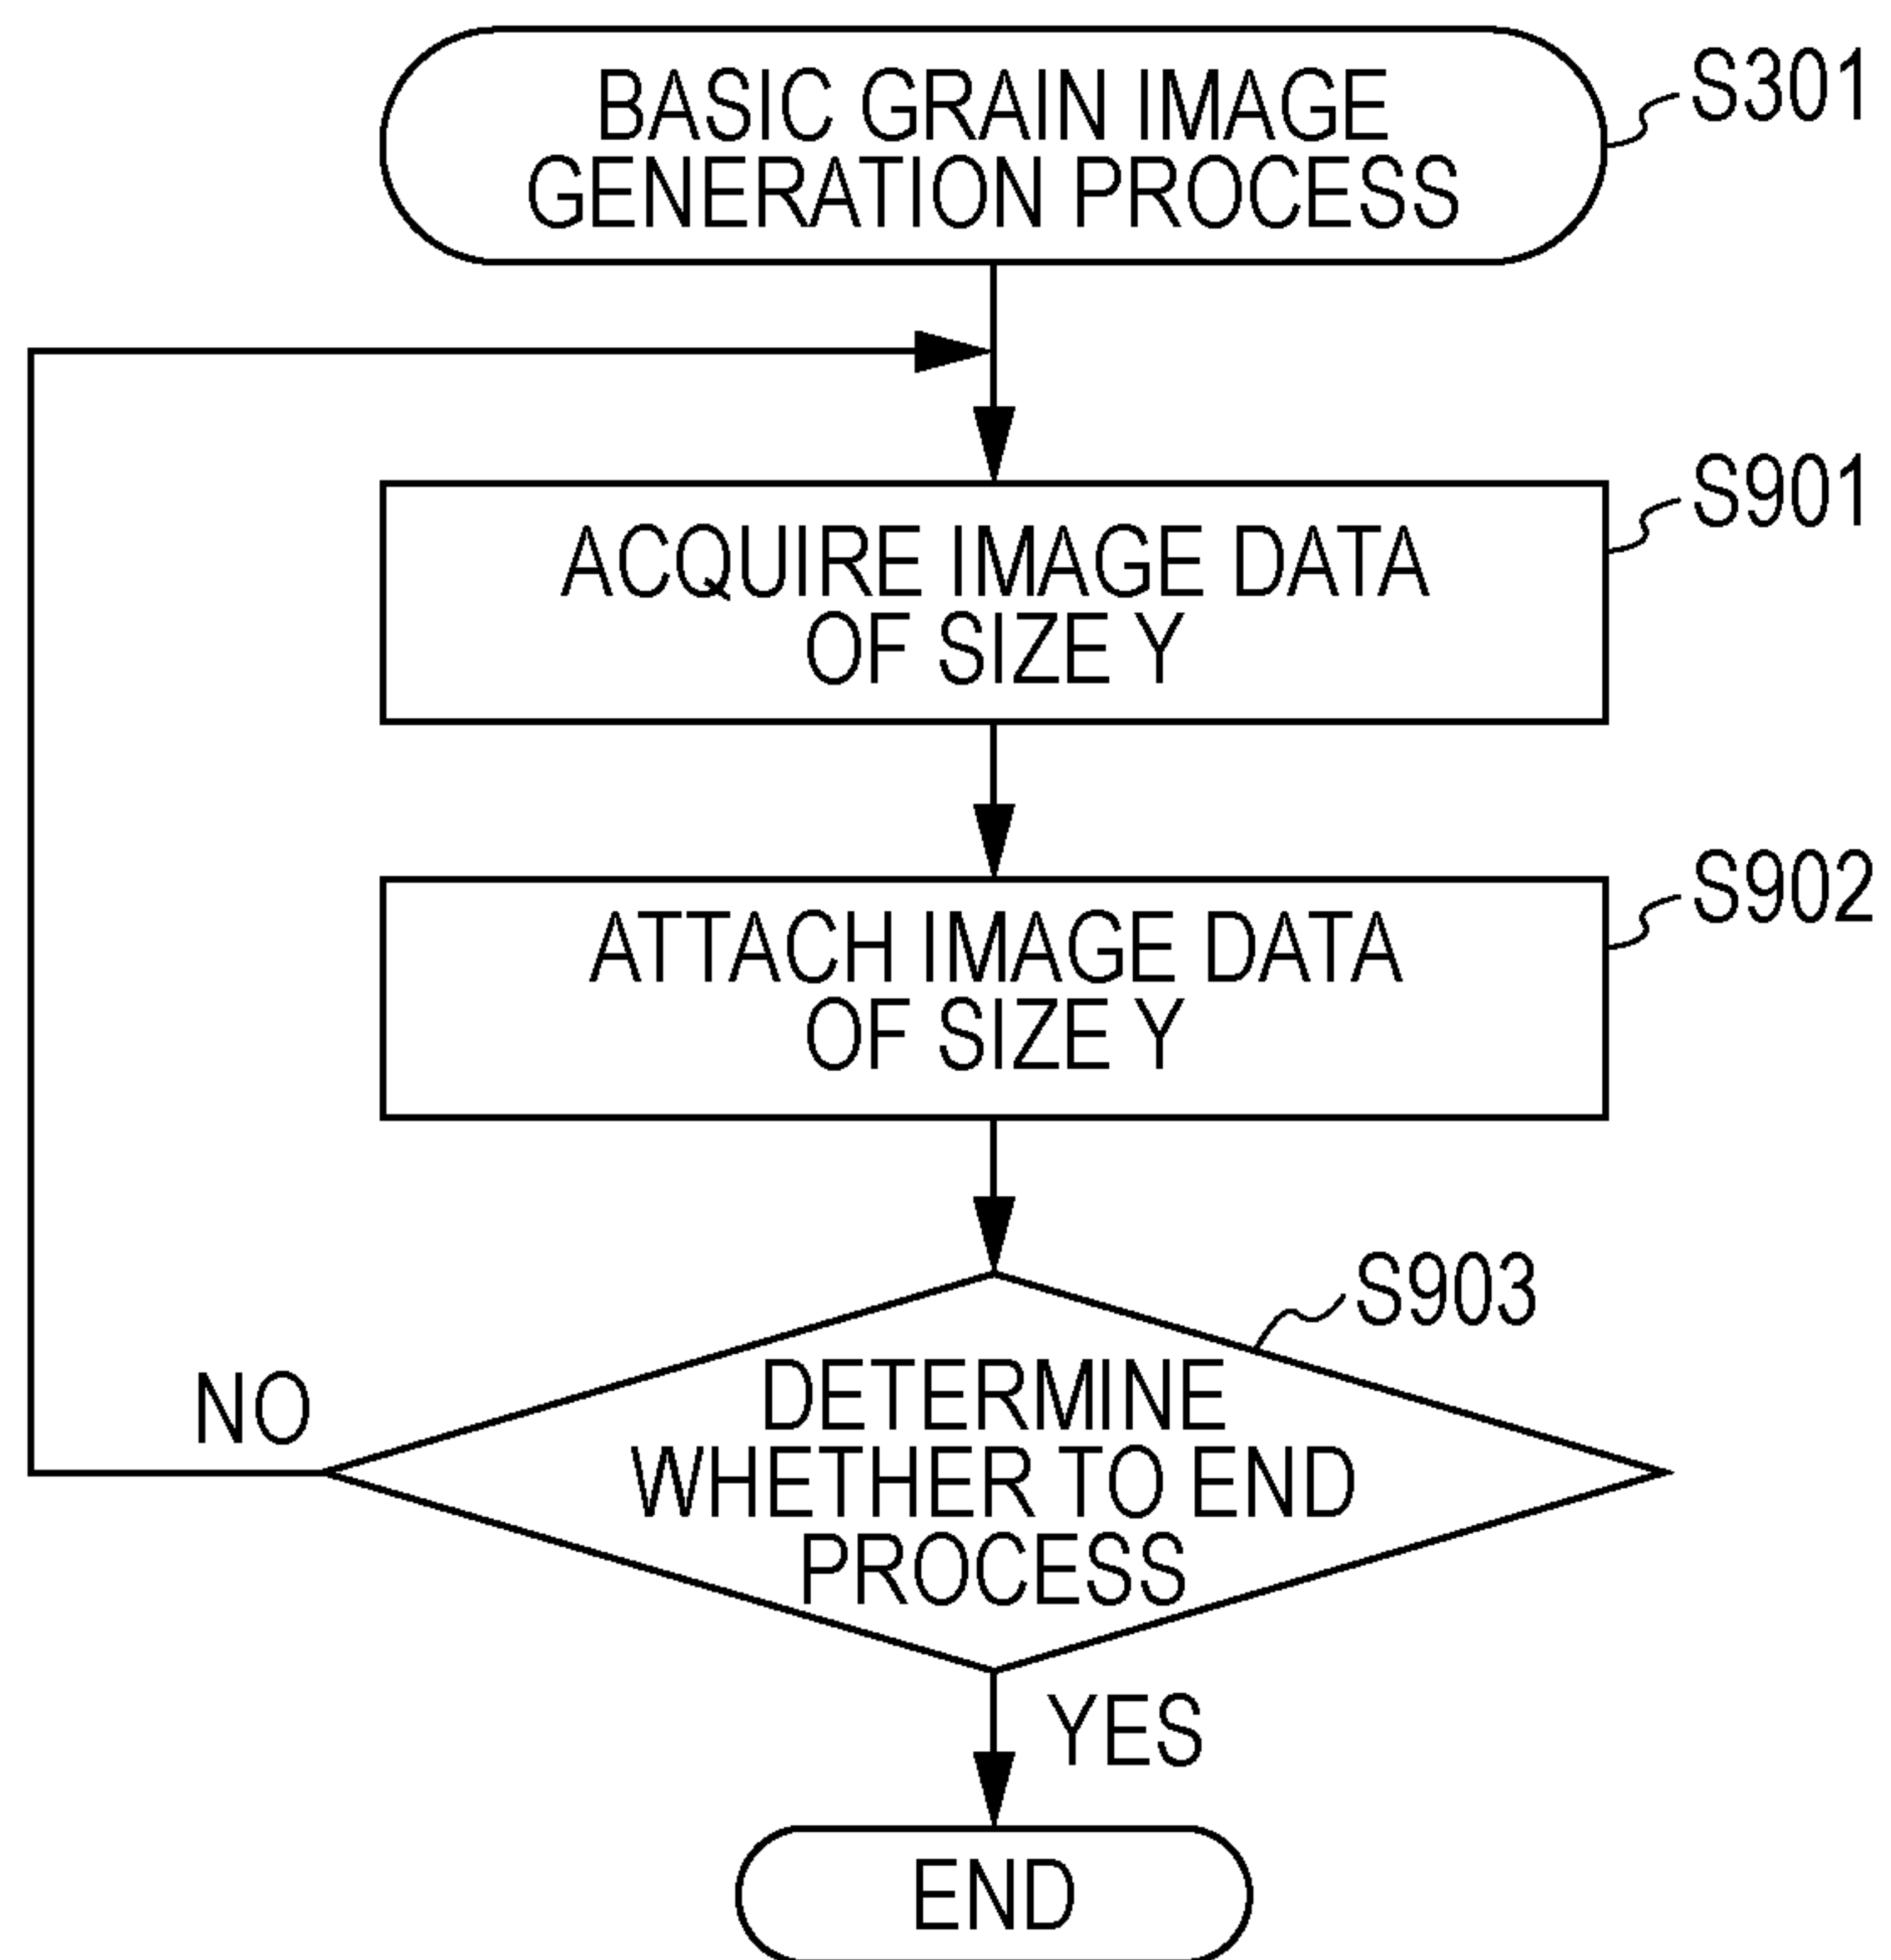 BASIC GRAIN IMAGE
GENERATION PROCESS
S301
ACQUIRE IMAGE DATA
OF SIZE Y
S901
ATTACH IMAGE DATA
OF SIZE Y
S902
S903
DETERMINE
WHETHER TO END
PROCESS
NO
YES
END